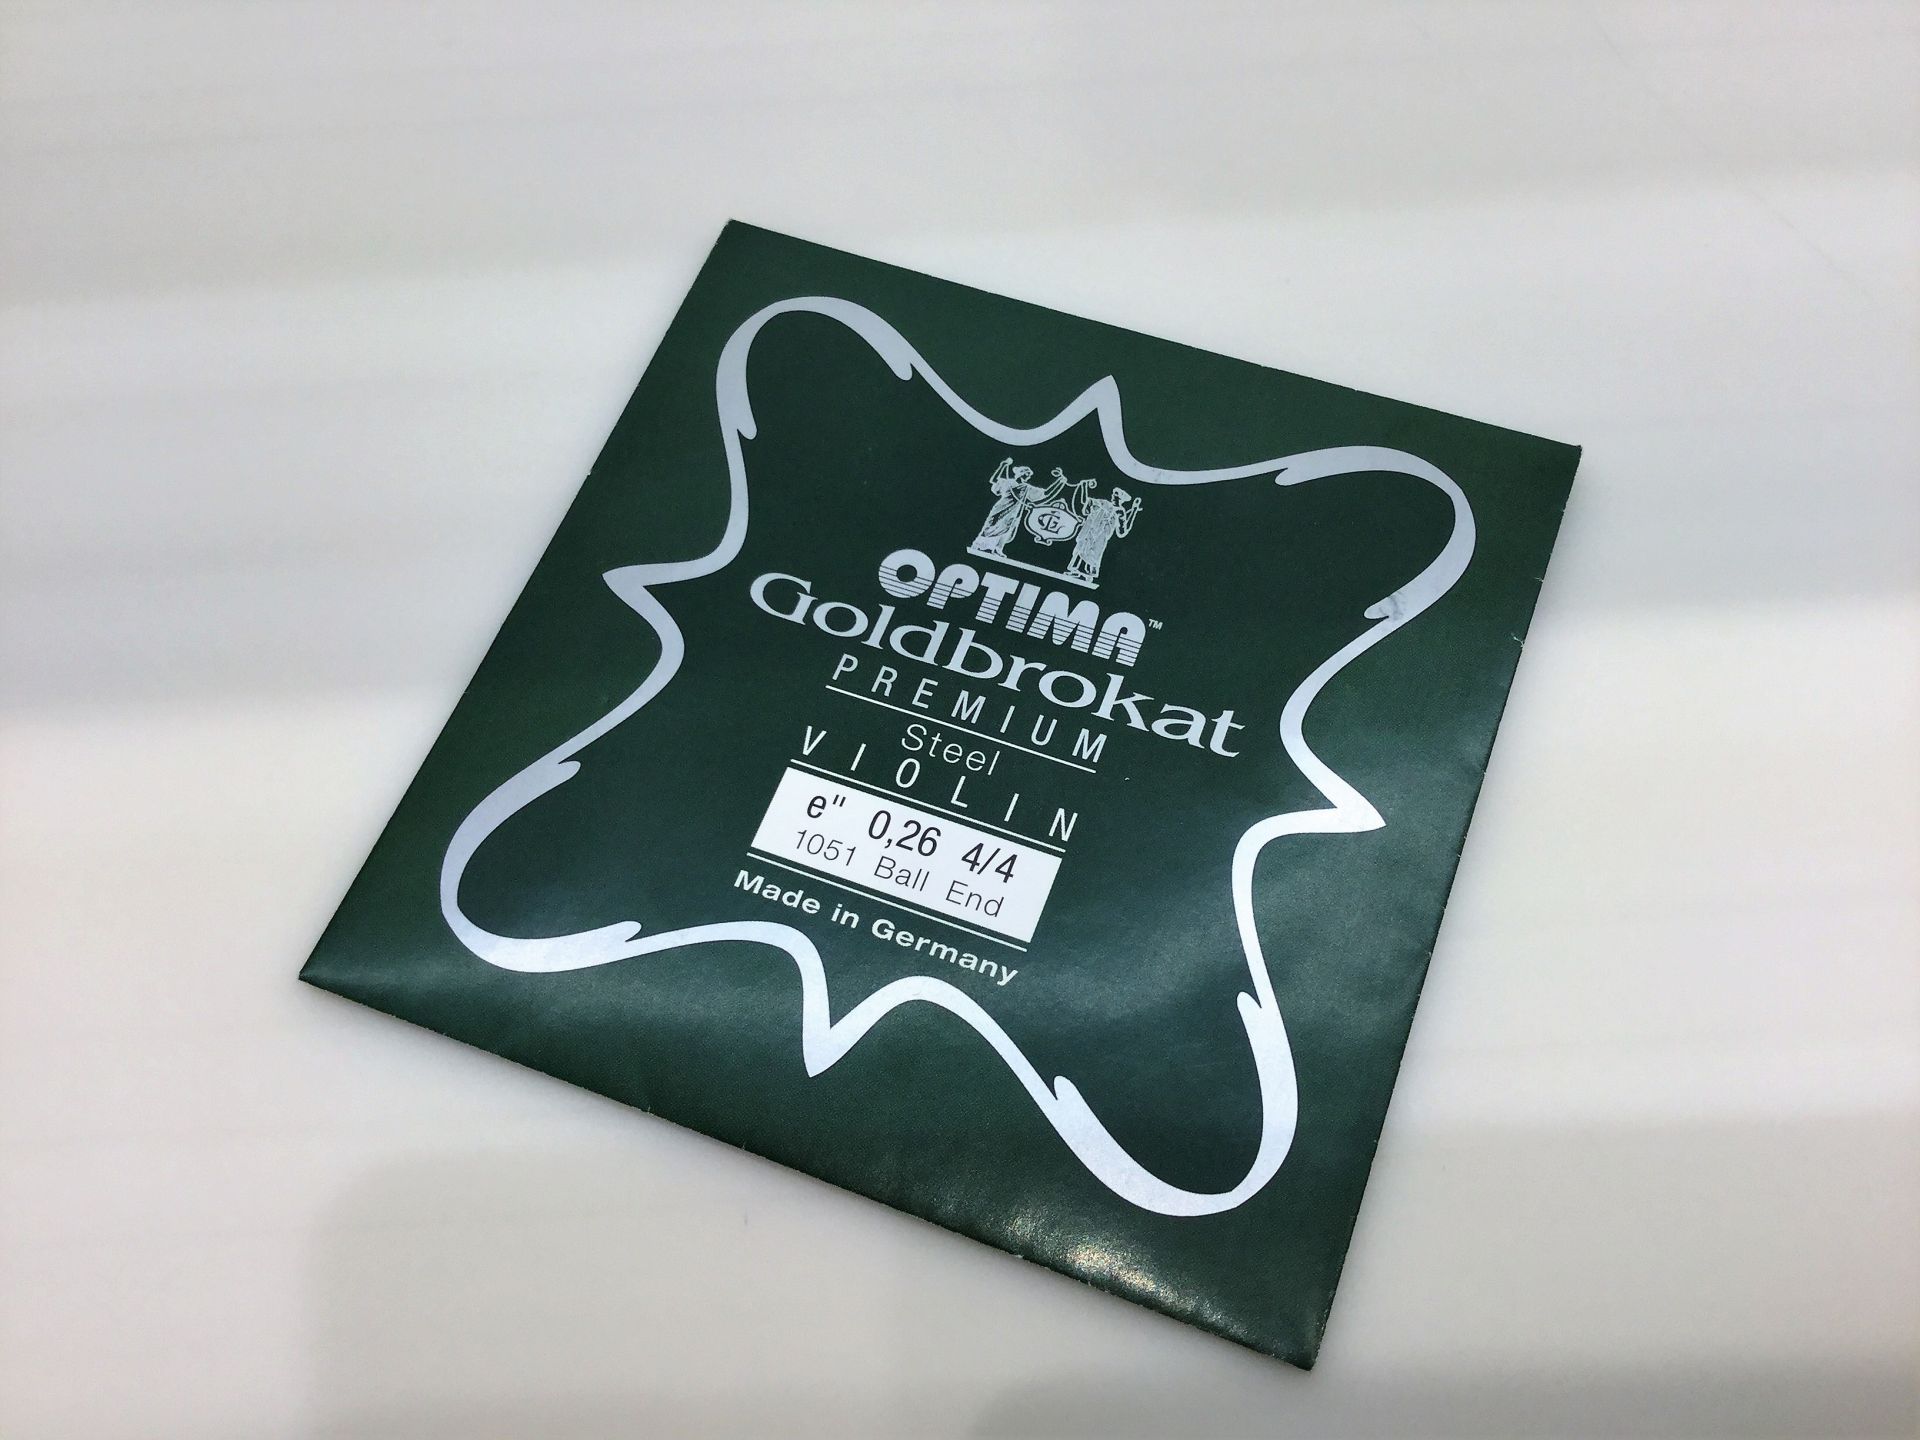 OPTIMA™
Goldbrokat
PREMIUM
Steel
VIOLIN
e" 0,26 4/4
1051 Ball End
Made in Germany